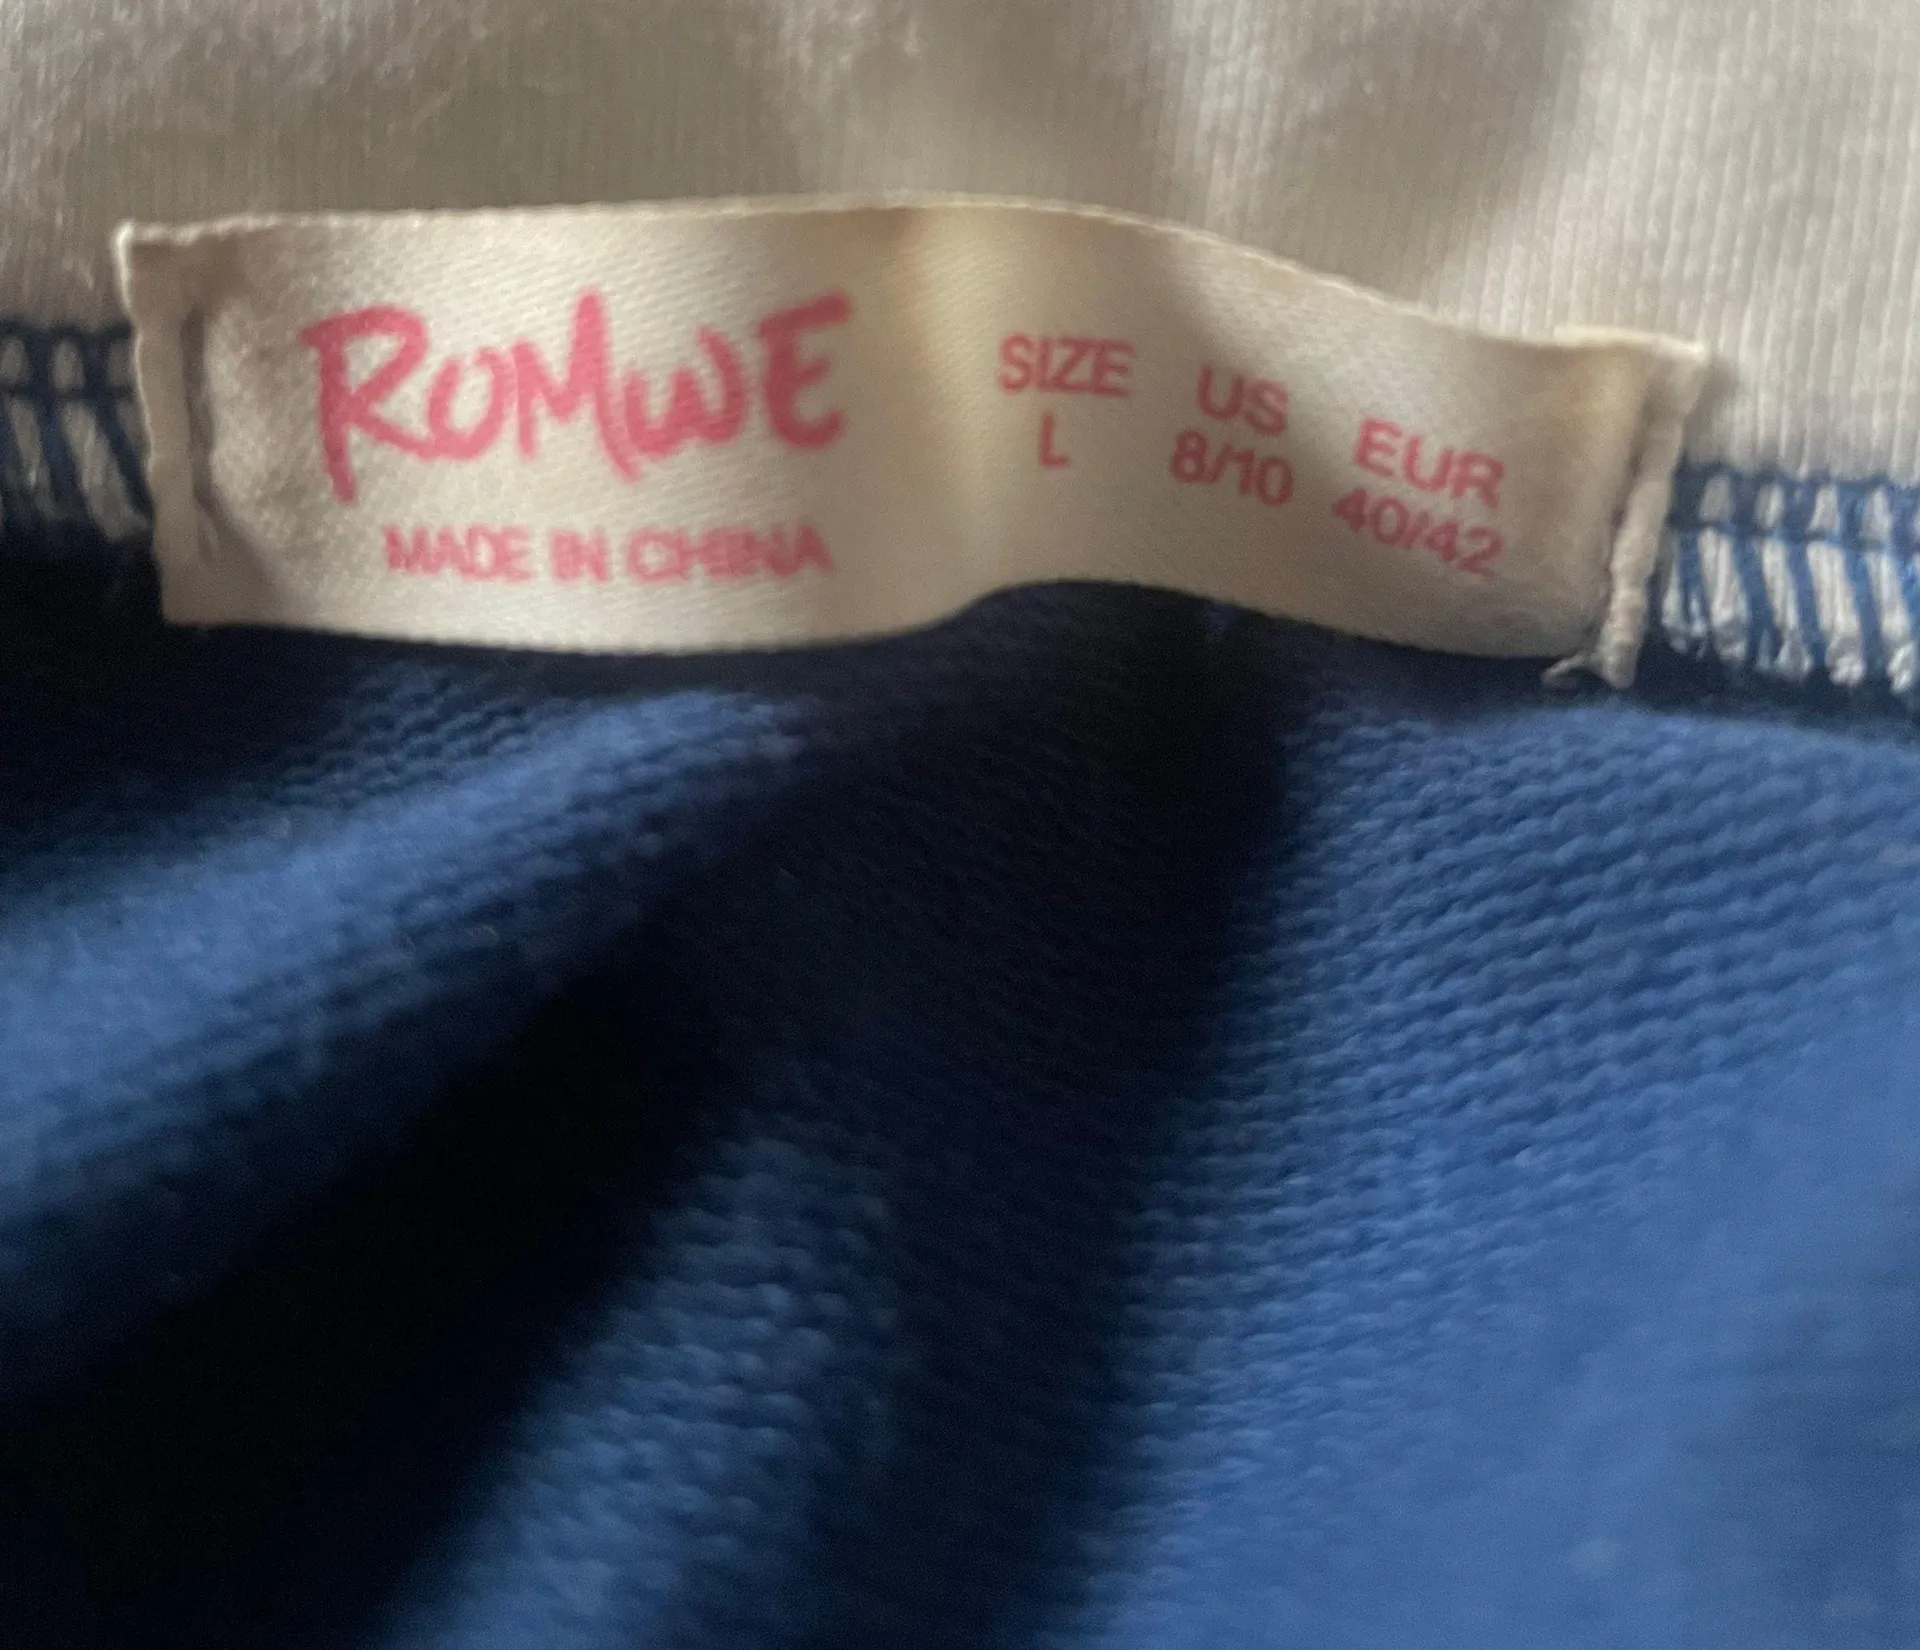 ROMWE
MADE IN CHINA
SIZE US EUR
L 8/10 40/42